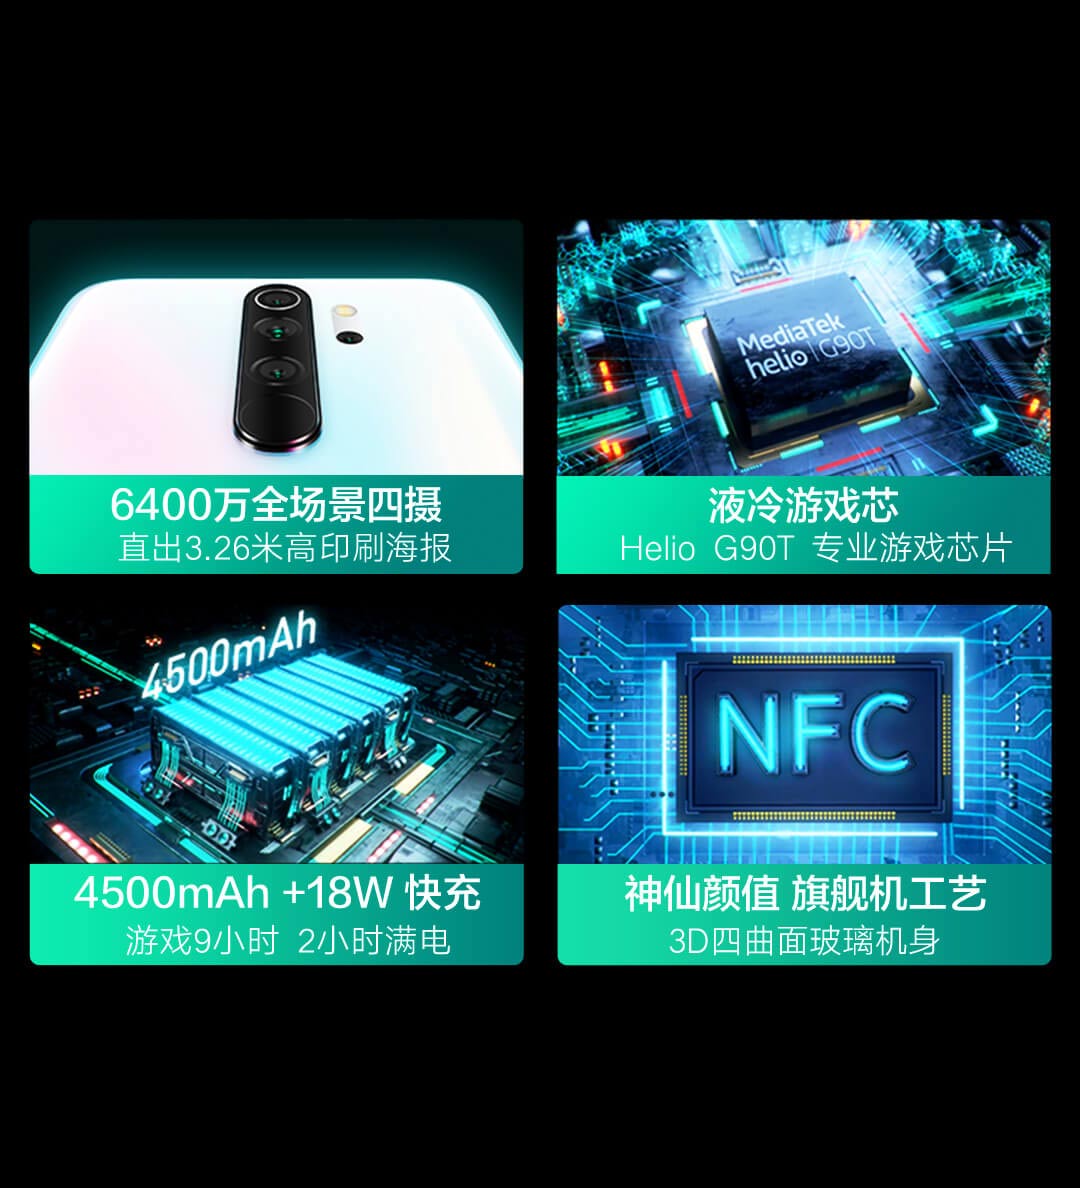 MediaTek
helio G90T
6400万全场景四摄
直出3.26米高印刷海报
液冷游戏芯
Helio G90T 专业游戏芯片
4500mAh
NFC
4500mAh +18W 快充
游戏9小时 2小时满电
神仙颜值 旗舰机工艺
3D四曲面玻璃机身